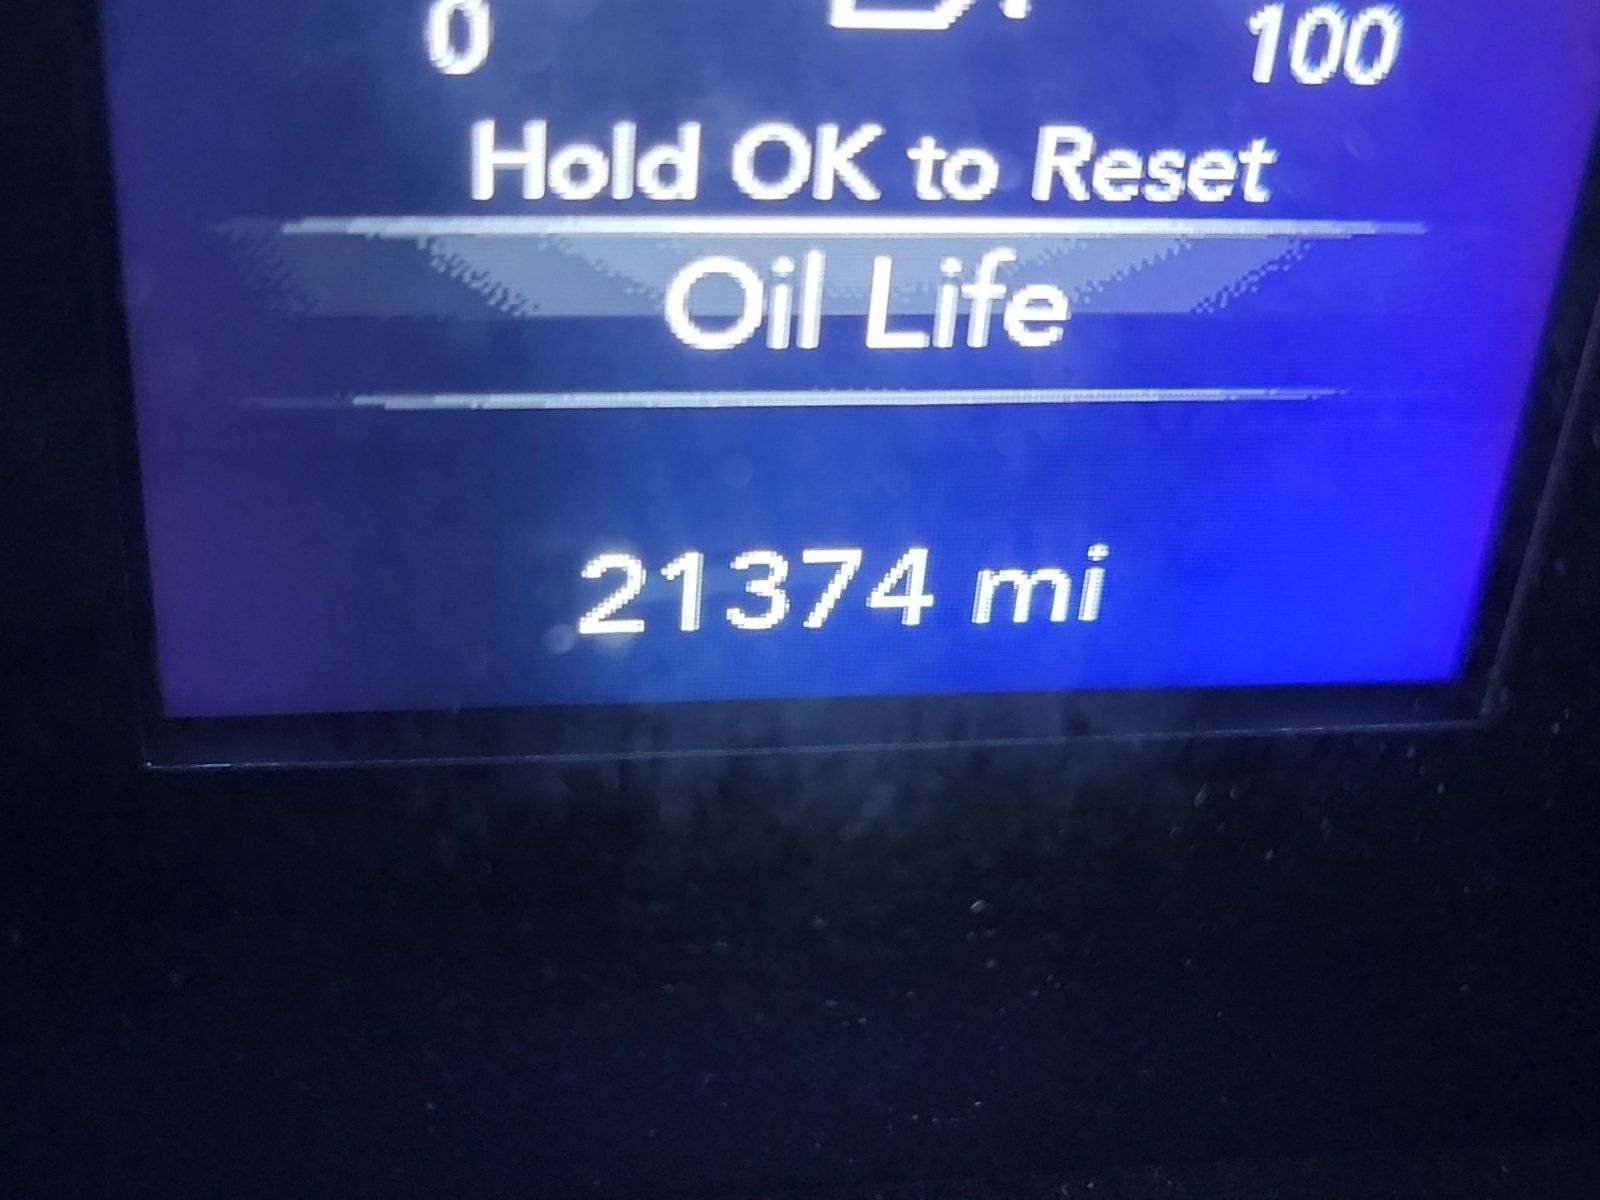 0 100
Hold OK to Reset
Oil Life
21374 mi